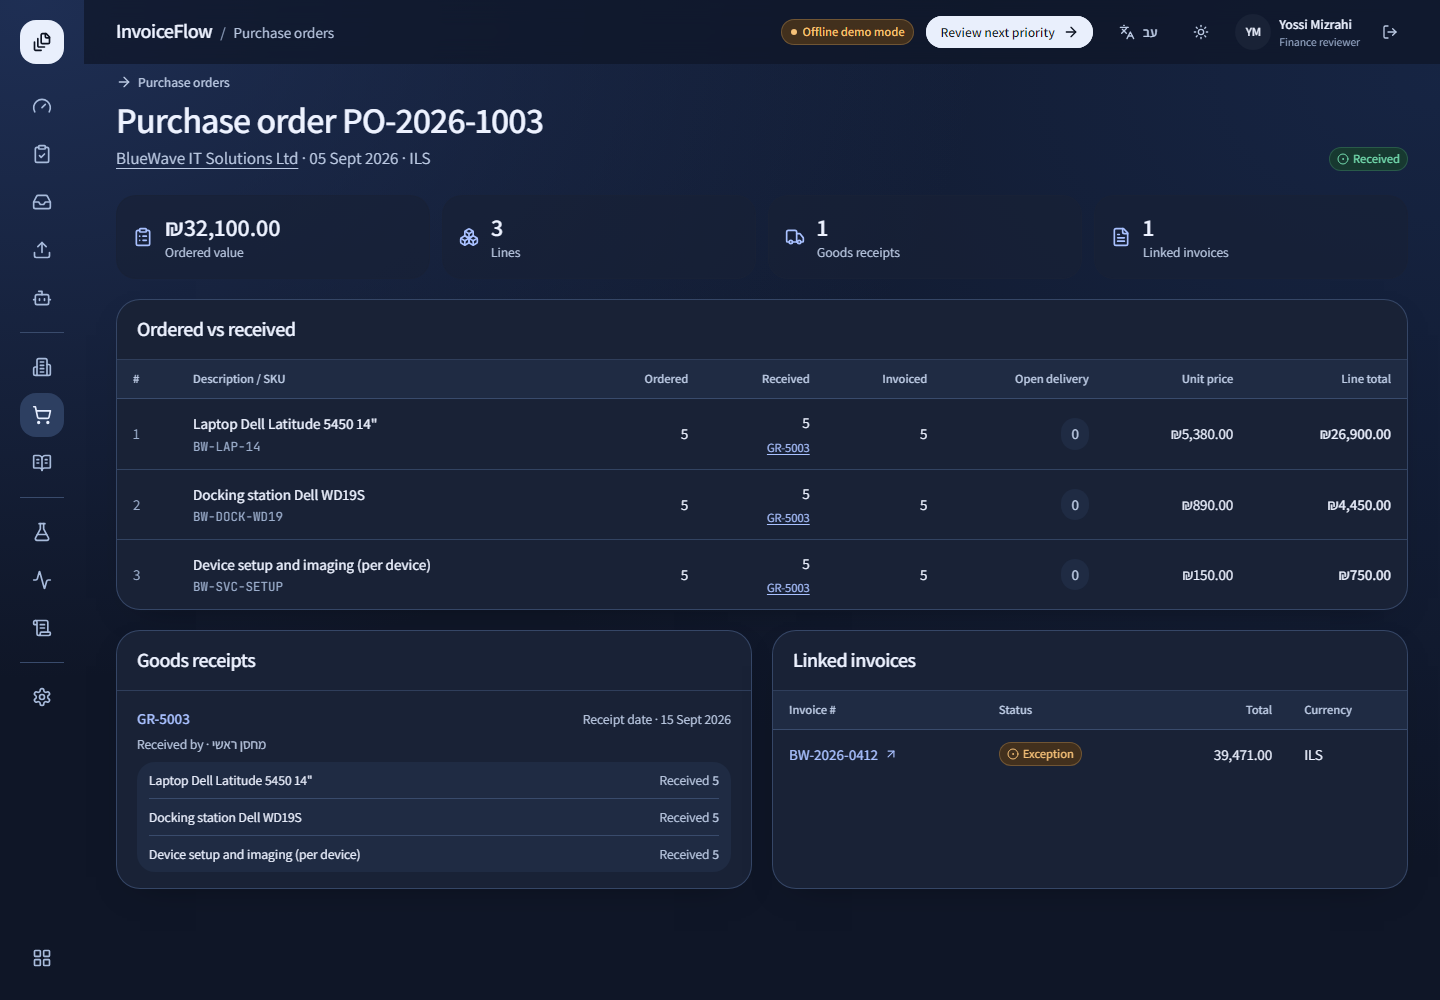 InvoiceFlow / Purchase orders
Offline demo mode
Review next priority
עב
YM
Yossi Mizrahi
Finance reviewer
Purchase orders
Purchase order PO-2026-1003
BlueWave IT Solutions Ltd · 05 Sept 2026 · ILS
Received
₪32,100.00
Ordered value
3
Lines
1
Goods receipts
1
Linked invoices
Ordered vs received
# Description / SKU Ordered Received Invoiced Open delivery Unit price Line total
1 Laptop Dell Latitude 5450 14" 5 5 5 0 ₪5,380.00 ₪26,900.00
BW-LAP-14 GR-5003
2 Docking station Dell WD19S 5 5 5 0 ₪890.00 ₪4,450.00
BW-DOCK-WD19 GR-5003
3 Device setup and imaging (per device) 5 5 5 0 ₪150.00 ₪750.00
BW-SVC-SETUP GR-5003
Goods receipts
GR-5003 Receipt date · 15 Sept 2026
Received by · מחסן ראשי
Laptop Dell Latitude 5450 14" Received 5
Docking station Dell WD19S Received 5
Device setup and imaging (per device) Received 5
Linked invoices
Invoice # Status Total Currency
BW-2026-0412 Exception 39,471.00 ILS